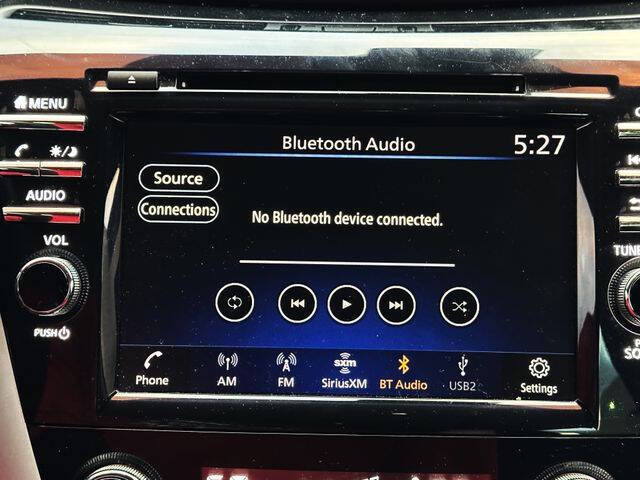 MENU
AUDIO
VOL
PUSH
Bluetooth Audio
5:27
Source
Connections
No Bluetooth device connected.
Phone
AM
FM
sxm
SiriusXM
BT Audio
USB2
Settings
TUNE